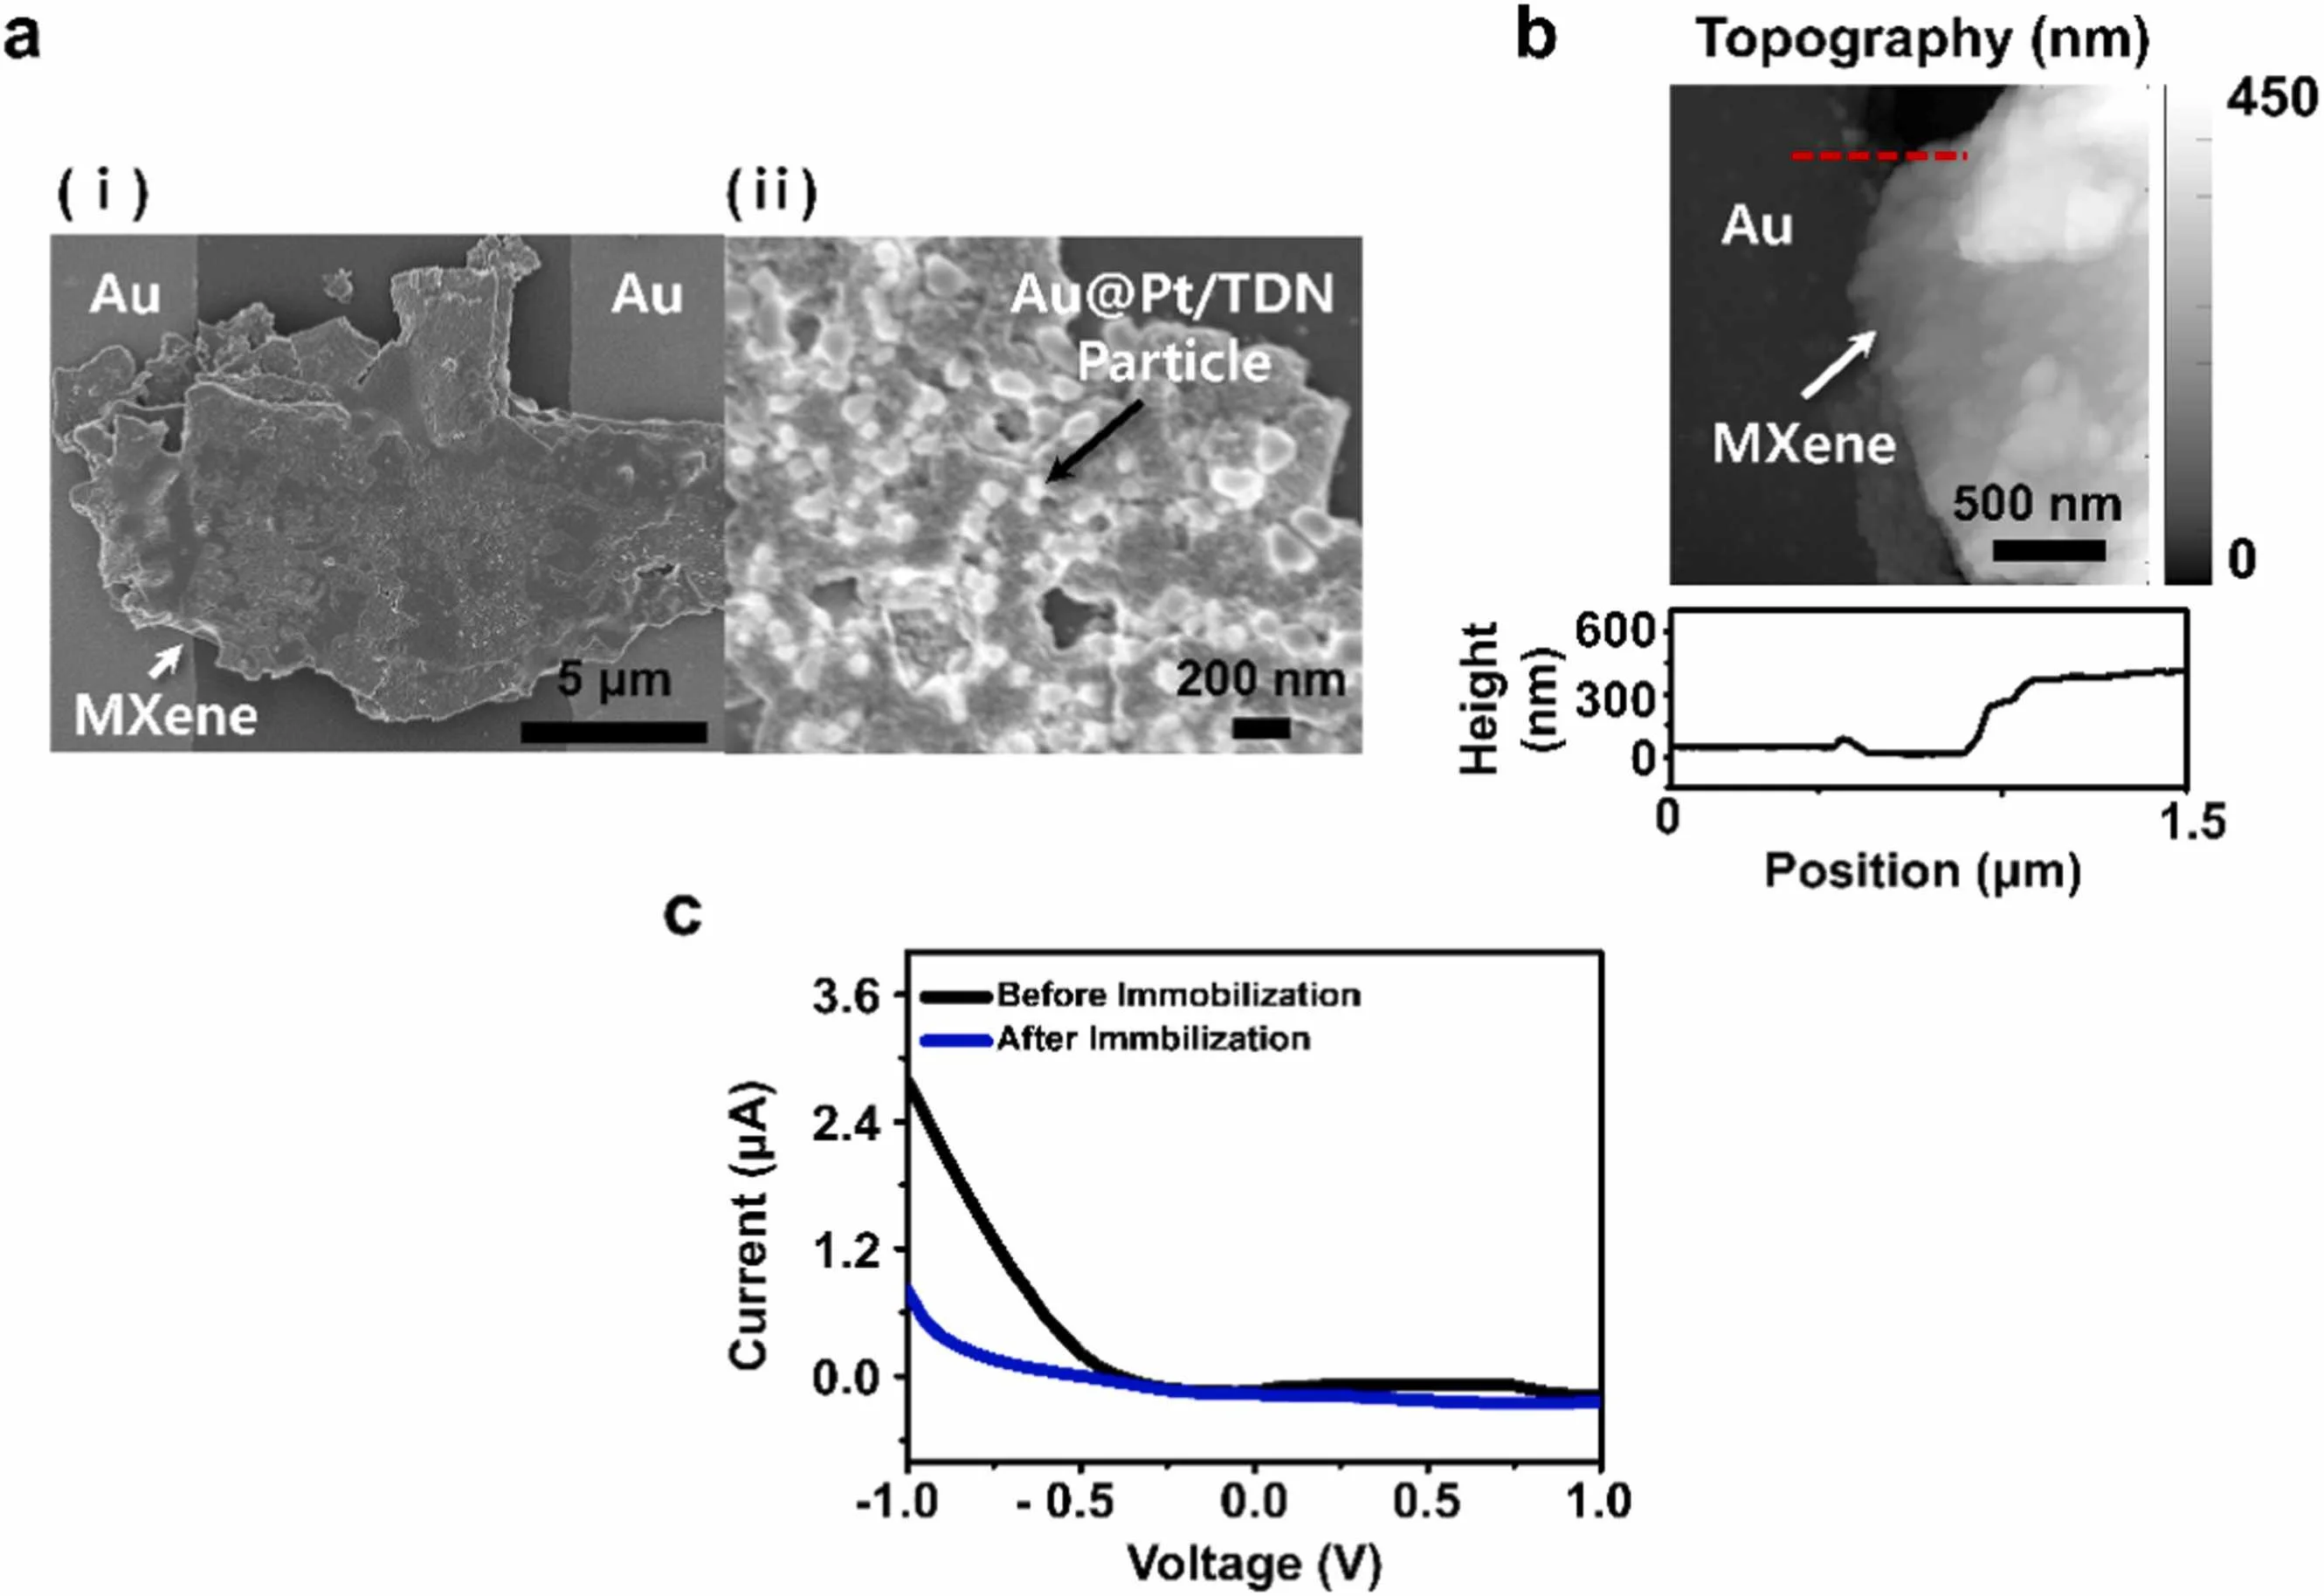 a
( i )
Au
Au
MXene
5 µm
(ii)
Au@Pt/TDN
Particle
200 nm
b
Topography (nm)
450
0
Au
MXene
500 nm
Height
(nm)
600
300
0
0
1.5
Position (µm)
c
Before Immobilization
After Immbilization
Current (µA)
3.6
2.4
1.2
0.0
-1.0
- 0.5
0.0
0.5
1.0
Voltage (V)